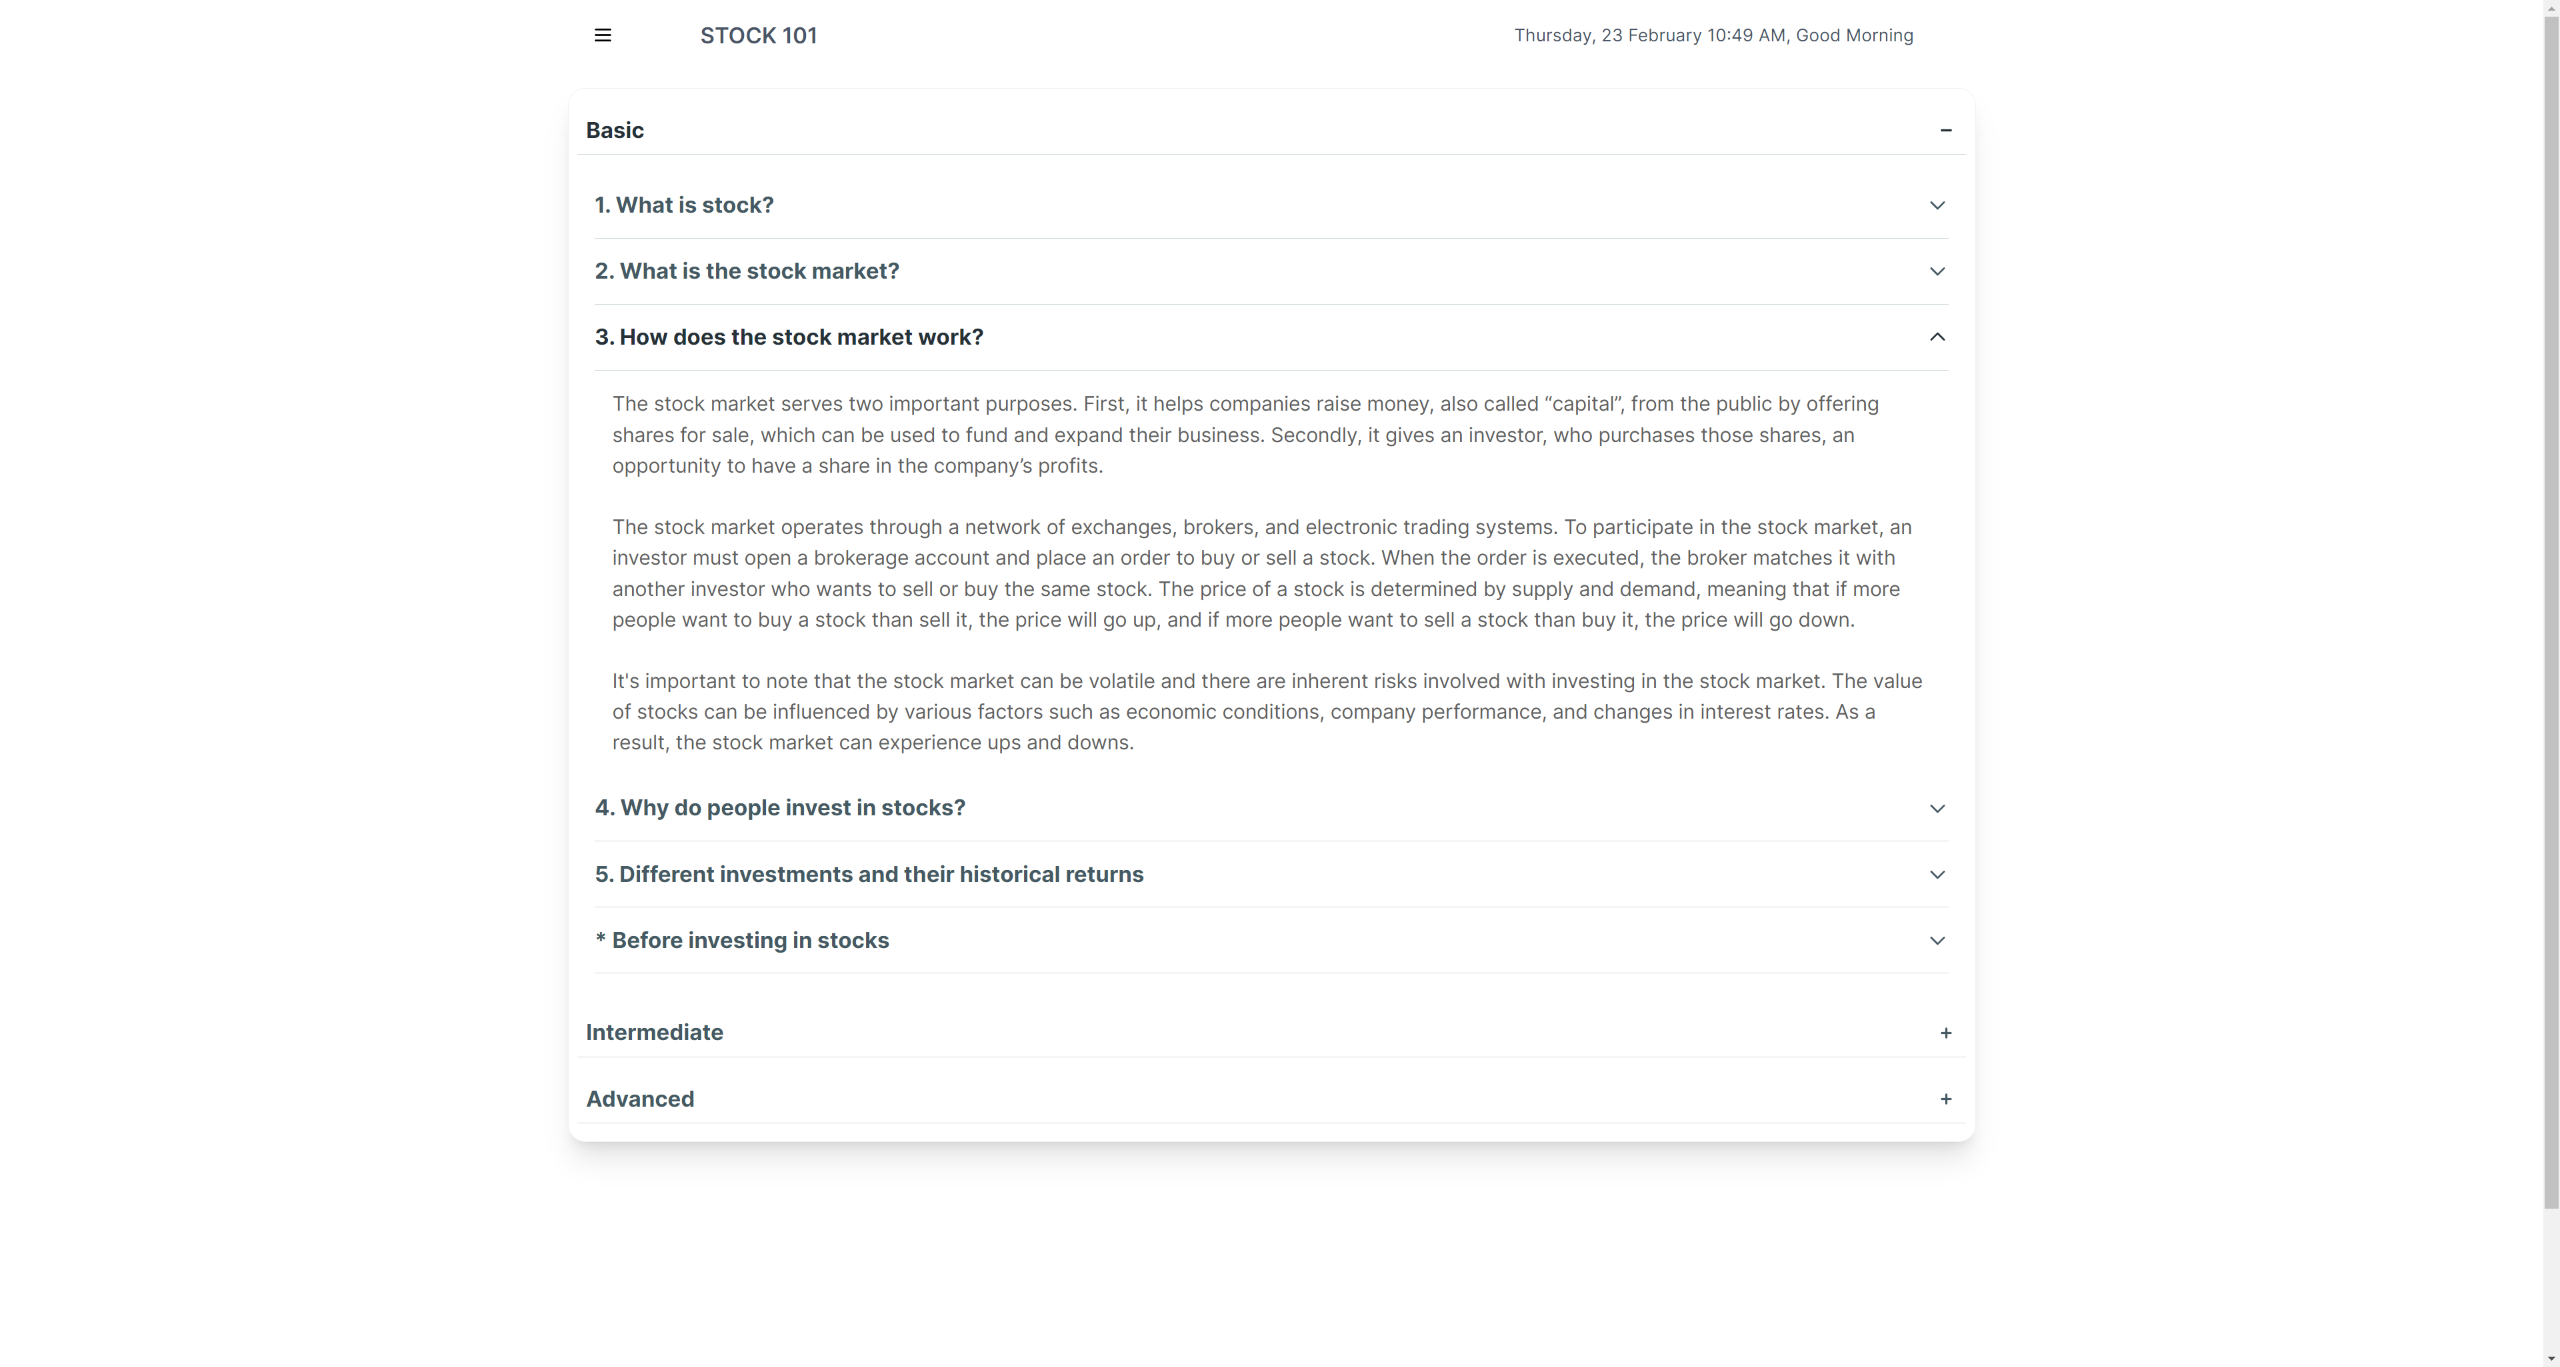 STOCK 101
Thursday, 23 February 10:49 AM, Good Morning
Basic
1. What is stock?
2. What is the stock market?
3. How does the stock market work?
The stock market serves two important purposes. First, it helps companies raise money, also called “capital”, from the public by offering
shares for sale, which can be used to fund and expand their business. Secondly, it gives an investor, who purchases those shares, an
opportunity to have a share in the company’s profits.
The stock market operates through a network of exchanges, brokers, and electronic trading systems. To participate in the stock market, an
investor must open a brokerage account and place an order to buy or sell a stock. When the order is executed, the broker matches it with
another investor who wants to sell or buy the same stock. The price of a stock is determined by supply and demand, meaning that if more
people want to buy a stock than sell it, the price will go up, and if more people want to sell a stock than buy it, the price will go down.
It's important to note that the stock market can be volatile and there are inherent risks involved with investing in the stock market. The value
of stocks can be influenced by various factors such as economic conditions, company performance, and changes in interest rates. As a
result, the stock market can experience ups and downs.
4. Why do people invest in stocks?
5. Different investments and their historical returns
* Before investing in stocks
Intermediate
Advanced